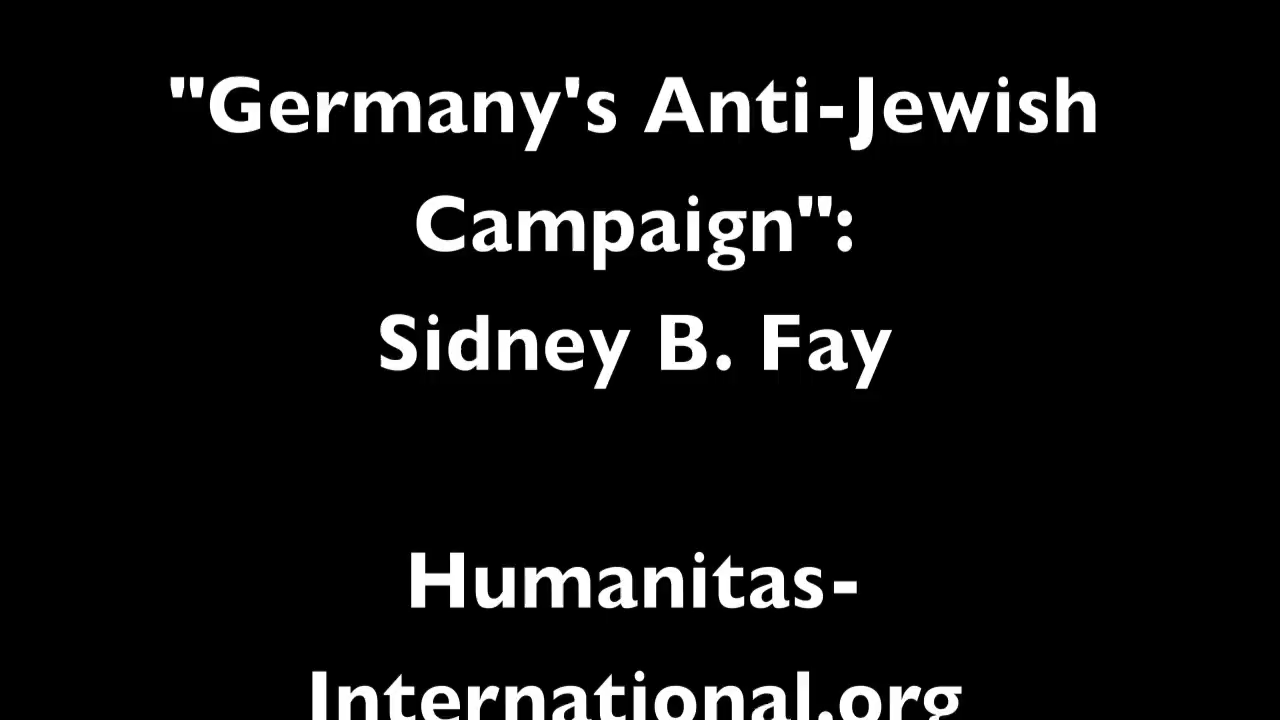 "Germany's Anti-Jewish
Campaign":
Sidney B. Fay
Humanitas-
International.org